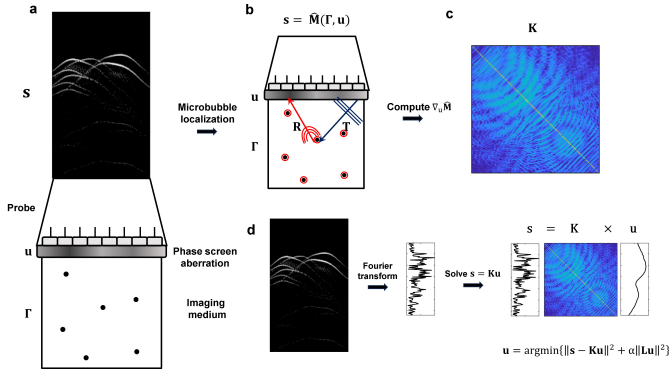 a
s
Probe
u
Phase screen
aberration
Γ
Imaging
medium
Microbubble
localization
b
s = M̂(Γ, u)
u
R
T
Γ
Compute ∇ᵤM̂
c
K
d
Fourier
transform
Solve s = Ku
s = K × u
u = argmin{‖s − Ku‖² + α‖Lu‖²}